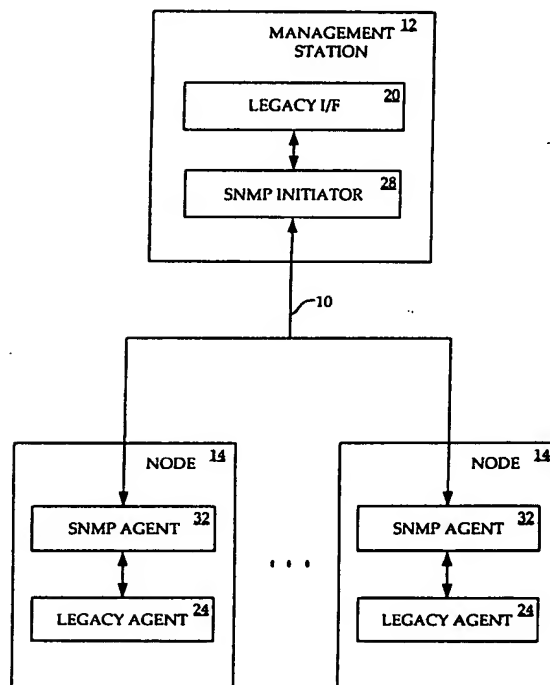 MANAGEMENT 12
STATION
LEGACY I/F 20
SNMP INITIATOR 28
10
NODE 14
SNMP AGENT 32
LEGACY AGENT 24
. . .
NODE 14
SNMP AGENT 32
LEGACY AGENT 24